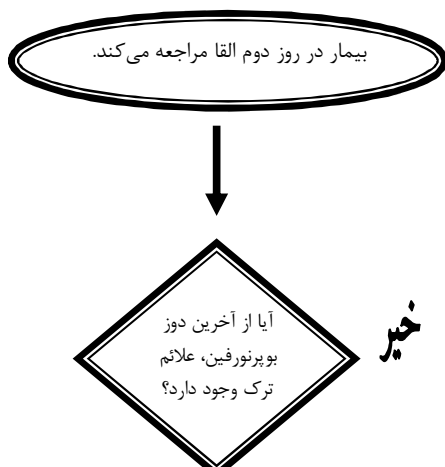 بیمار در روز دوم القا مراجعه می‌کند.
آیا از آخرین دوز
بوپرنورفین، علائم
ترک وجود دارد؟
خیر